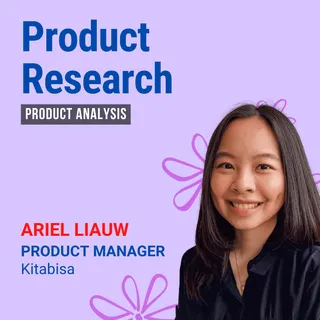 Product
Research
PRODUCT ANALYSIS
ARIEL LIAUW
PRODUCT MANAGER
Kitabisa